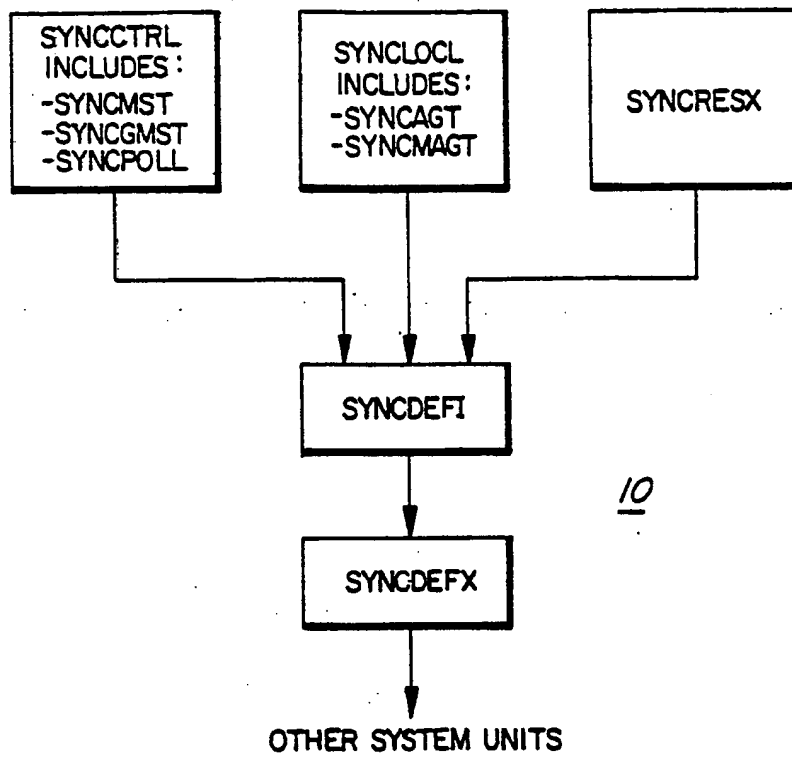 SYNCCTRL
INCLUDES:
-SYNCMST
-SYNCGMST
-SYNCPOLL
SYNCLOCL
INCLUDES:
-SYNCAGT
-SYNCMAGT
SYNCRESX
SYNCDEFI
10
SYNCDEFX
OTHER SYSTEM UNITS